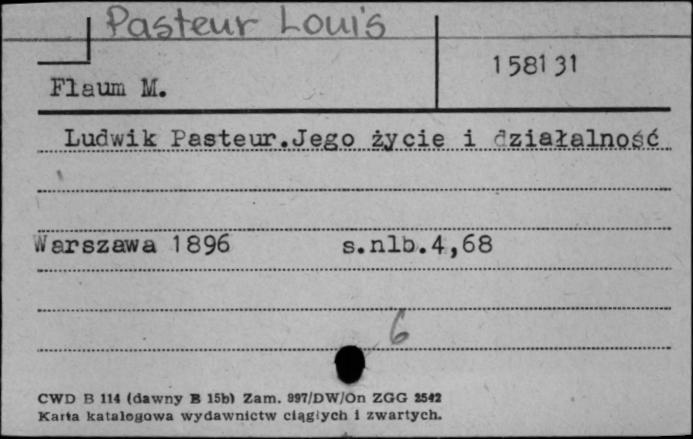 Pasteur Louis
158131
Flaum M.
Ludwik Pasteur.Jego życie i działalność
Warszawa 1896 s.nlb.4,68
6
CWD B 114 (dawny B 15b) Zam. 997/DW/On ZGG 2542
Karta katalogowa wydawnictw ciągłych i zwartych.